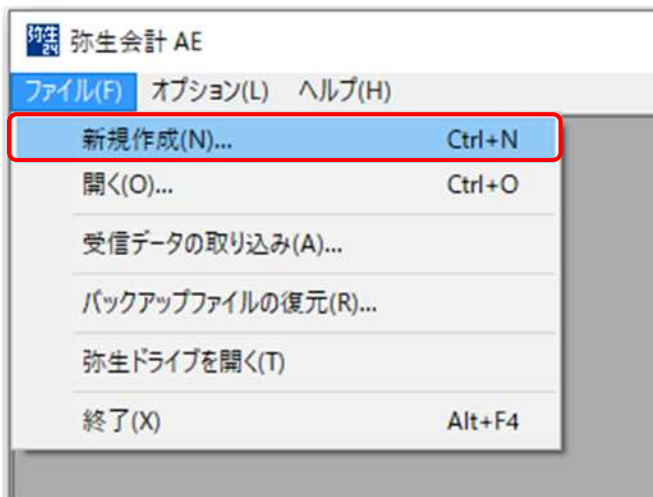 弥生 24 弥生会計 AE
ファイル(F) オプション(L) ヘルプ(H)
新規作成(N)... Ctrl+N
開く(O)... Ctrl+O
受信データの取り込み(A)...
バックアップファイルの復元(R)...
弥生ドライブを開く(T)
終了(X) Alt+F4